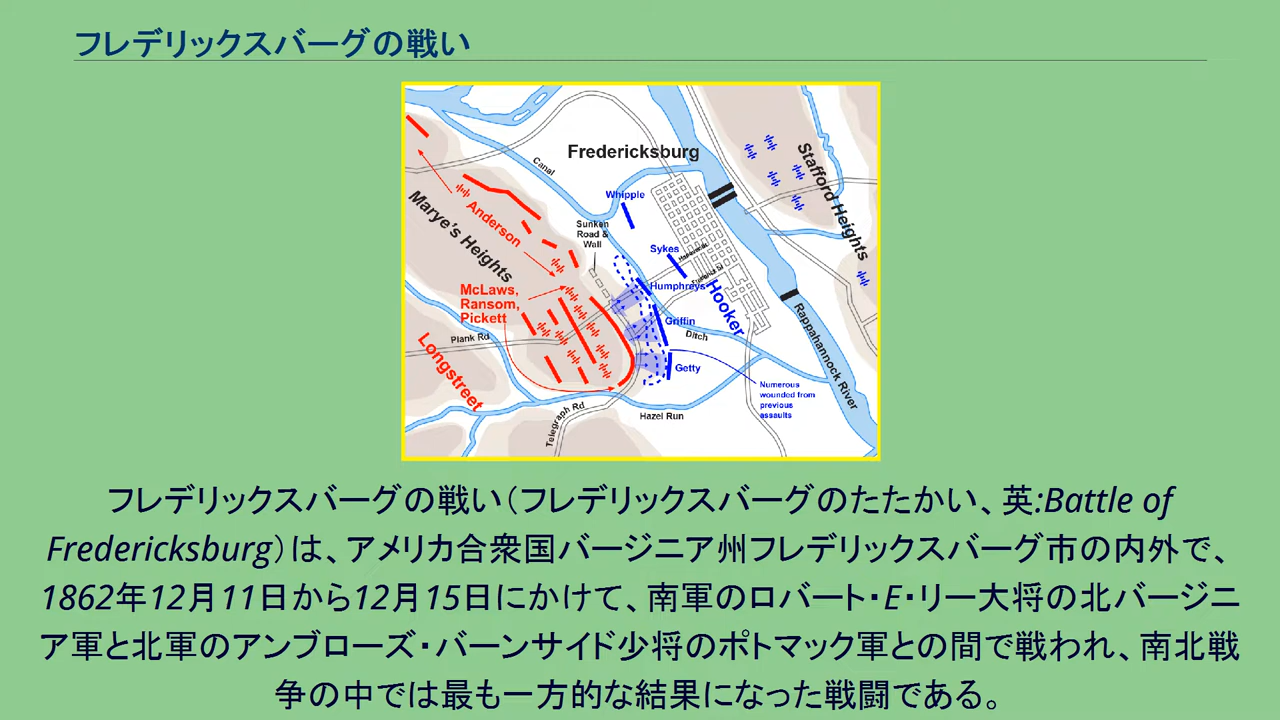 フレデリックスバーグの戦い
Fredericksburg
Canal
Stafford Heights
Whipple
Marye's Heights
Anderson
Sunken
Road &
Wall
Sykes
Hanover St
Frederick St
Humphreys
McLaws,
Ransom,
Pickett
Hooker
Griffin
Ditch
Plank Rd
Longstreet
Getty
Rappahannock River
Numerous
wounded from
previous
assaults
Telegraph Rd
Hazel Run
フレデリックスバーグの戦い（フレデリックスバーグのたたかい、英:Battle of
Fredericksburg）は、アメリカ合衆国バージニア州フレデリックスバーグ市の内外で、
1862年12月11日から12月15日にかけて、南軍のロバート・E・リー大将の北バージニ
ア軍と北軍のアンブローズ・バーンサイド少将のポトマック軍との間で戦われ、南北戦
争の中では最も一方的な結果になった戦闘である。